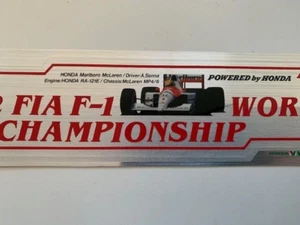 HONDA Marlboro McLaren / Driver: A.Senna
Engine: HONDA RA-121E / Chassis: McLaren MP4/6
POWERED by HONDA
FIA F-1 WOR
CHAMPIONSHIP